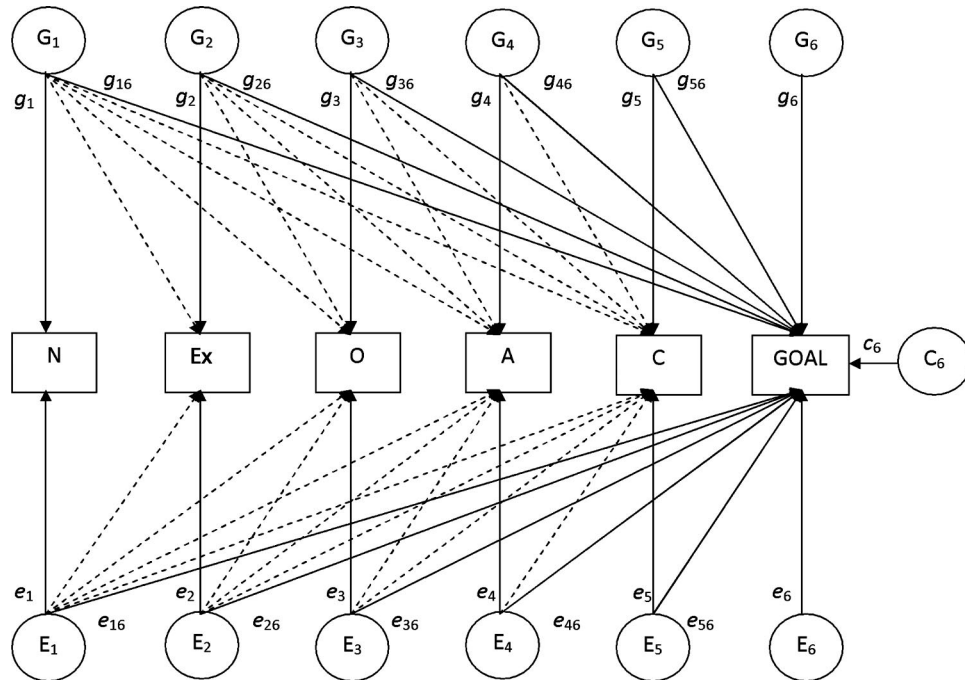 G₁ G₂ G₃ G₄ G₅ G₆
g₁ g₁₆ g₂ g₂₆ g₃ g₃₆ g₄ g₄₆ g₅ g₅₆ g₆
N Ex O A C GOAL c₆ C₆
e₁ e₂ e₃ e₄ e₅ e₆
e₁₆ e₂₆ e₃₆ e₄₆ e₅₆
E₁ E₂ E₃ E₄ E₅ E₆